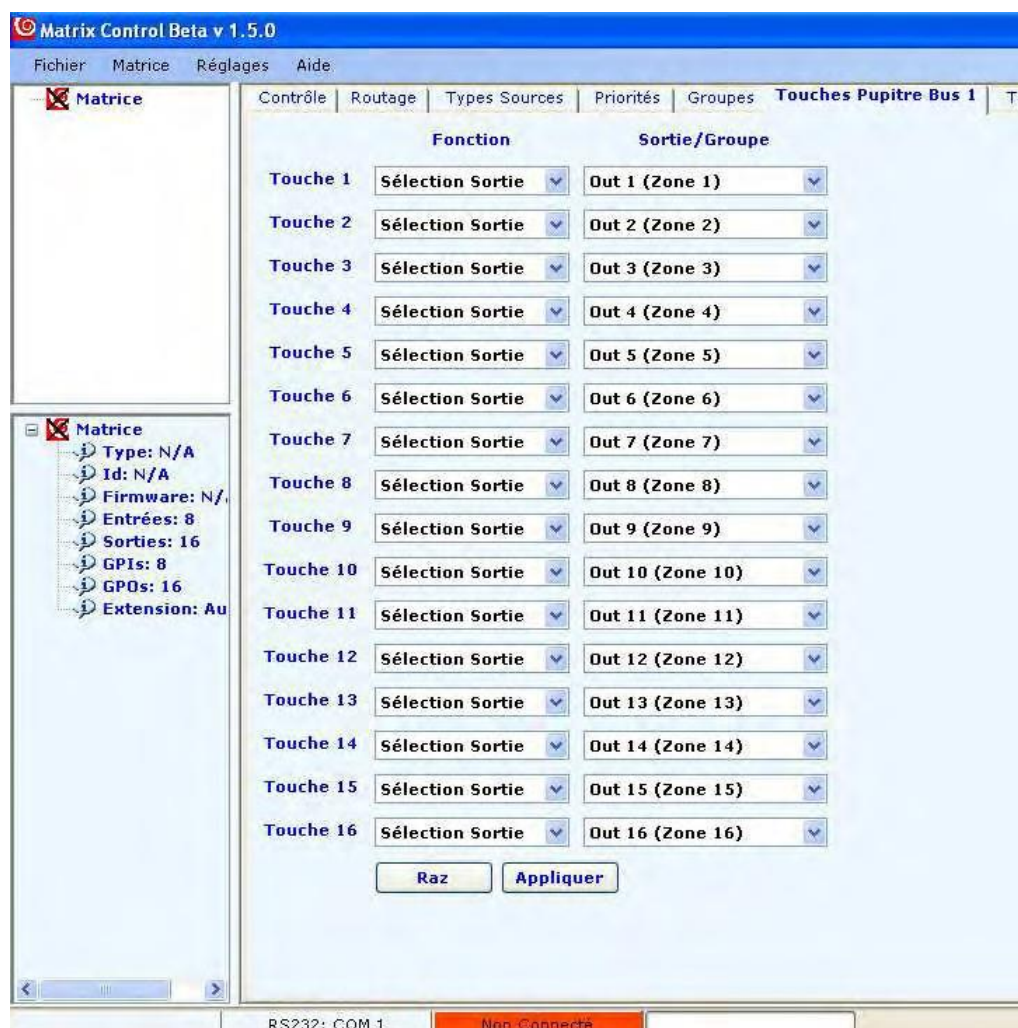 Matrix Control Beta v 1.5.0
Fichier Matrice Réglages Aide
Matrice
Contrôle Routage Types Sources Priorités Groupes Touches Pupitre Bus 1 T
Fonction Sortie/Groupe
Touche 1 Sélection Sortie Out 1 (Zone 1)
Touche 2 Sélection Sortie Out 2 (Zone 2)
Touche 3 Sélection Sortie Out 3 (Zone 3)
Touche 4 Sélection Sortie Out 4 (Zone 4)
Touche 5 Sélection Sortie Out 5 (Zone 5)
Touche 6 Sélection Sortie Out 6 (Zone 6)
Touche 7 Sélection Sortie Out 7 (Zone 7)
Touche 8 Sélection Sortie Out 8 (Zone 8)
Touche 9 Sélection Sortie Out 9 (Zone 9)
Touche 10 Sélection Sortie Out 10 (Zone 10)
Touche 11 Sélection Sortie Out 11 (Zone 11)
Touche 12 Sélection Sortie Out 12 (Zone 12)
Touche 13 Sélection Sortie Out 13 (Zone 13)
Touche 14 Sélection Sortie Out 14 (Zone 14)
Touche 15 Sélection Sortie Out 15 (Zone 15)
Touche 16 Sélection Sortie Out 16 (Zone 16)
Raz Appliquer
Matrice
Type: N/A
Id: N/A
Firmware: N/
Entrées: 8
Sorties: 16
GPIs: 8
GPOs: 16
Extension: Au
RS232: COM 1 Non Connecté